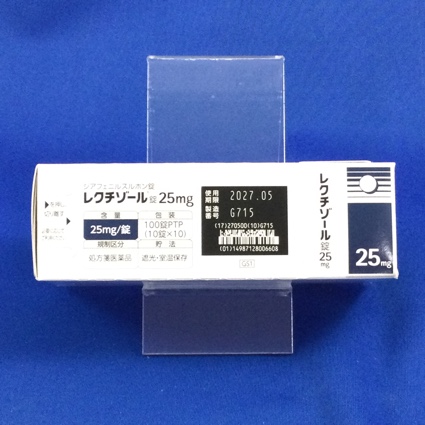 ジアフェニルスルホン錠
レクチゾール錠25mg
含量 包装
25mg/錠 100錠PTP
(10錠×10)
規制区分 貯法
処方箋医薬品 遮光・室温保存
使用期限 2027.05
製造番号 G715
(17)270500(10)G715
(01)14987128006608
レクチゾール錠25mg
25mg